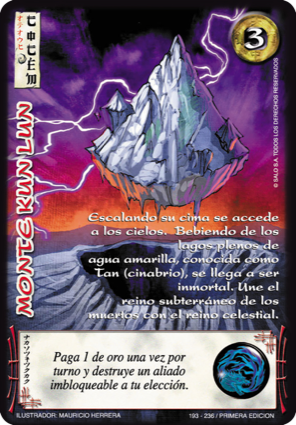 TOTEM
3
© SALO S.A. TODOS LOS DERECHOS RESERVADOS
MONTE KUN LUN
Escalando su cima se accede
a los cielos. Bebiendo de los
lagos plenos de
agua amarilla, conocida como
Tan (cinabrio), se llega a ser
inmortal. Une el
reino subterráneo de los
muertos con el reino celestial.
Paga 1 de oro una vez por
turno y destruye un aliado
imbloqueable a tu elección.
ILUSTRADOR: MAURICIO HERRERA
193 - 236 / PRIMERA EDICION